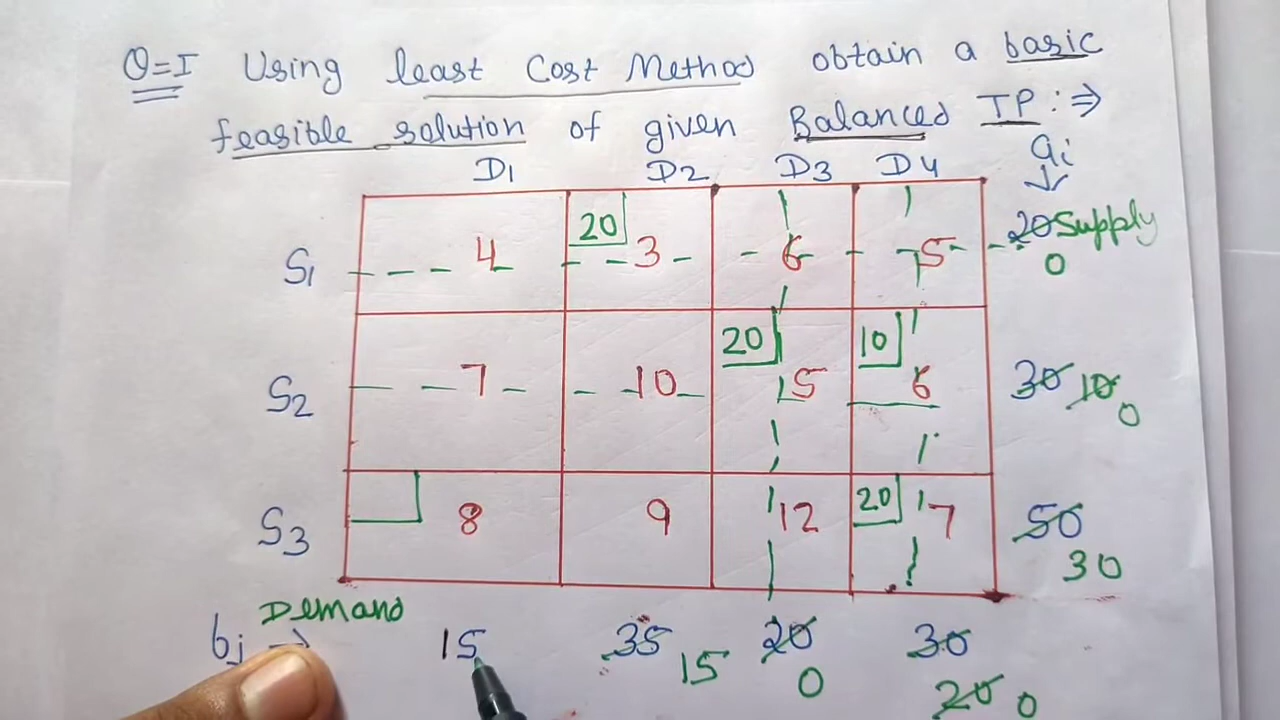 Q=I Using least Cost Method obtain a basic
feasible solution of given Balanced TP :⇒
ai
↓
D1 D2 D3 D4
20 Supply
S1 4 20 3 6 5 0
S2 7 10 20 15 10 6 30 10 0
S3 8 9 12 20 7 50
30
Demand
bj → 15 35 15 20 30
0 20 0